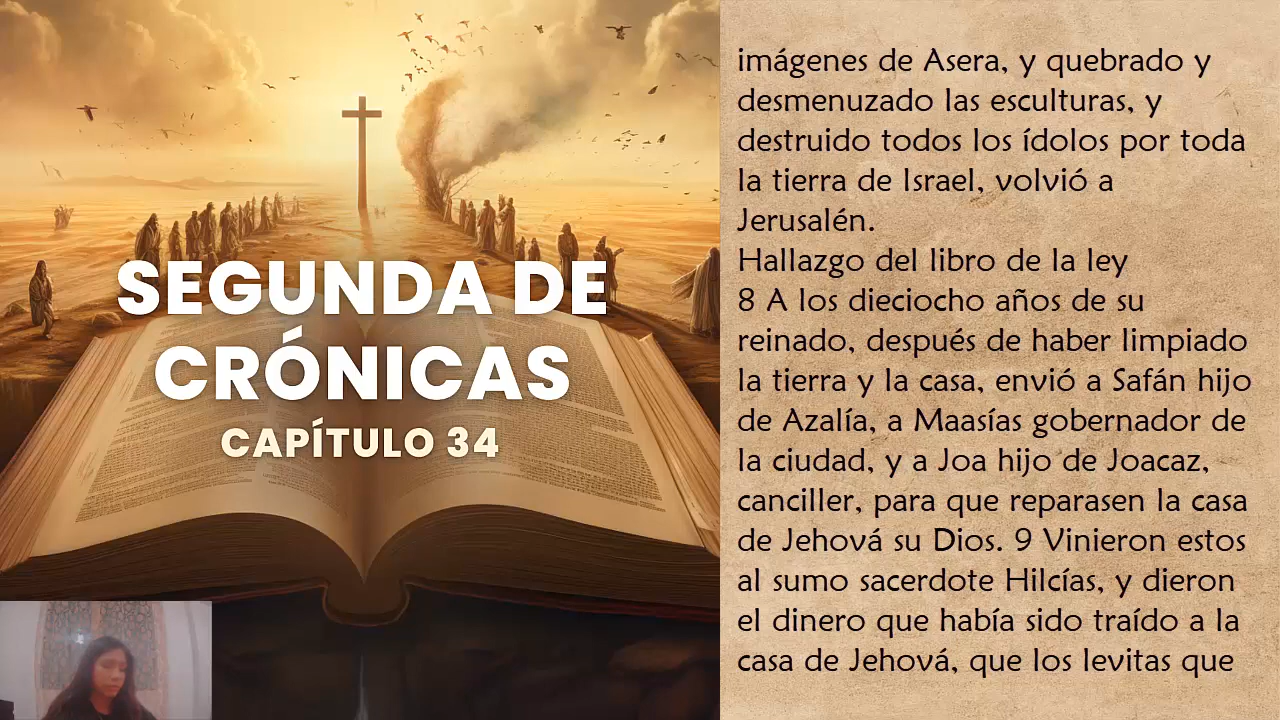 SEGUNDA DE
CRÓNICAS
CAPÍTULO 34
imágenes de Asera, y quebrado y
desmenuzado las esculturas, y
destruido todos los ídolos por toda
la tierra de Israel, volvió a
Jerusalén.
Hallazgo del libro de la ley
8 A los dieciocho años de su
reinado, después de haber limpiado
la tierra y la casa, envió a Safán hijo
de Azalía, a Maasías gobernador de
la ciudad, y a Joa hijo de Joacaz,
canciller, para que reparasen la casa
de Jehová su Dios. 9 Vinieron estos
al sumo sacerdote Hilcías, y dieron
el dinero que había sido traído a la
casa de Jehová, que los levitas que